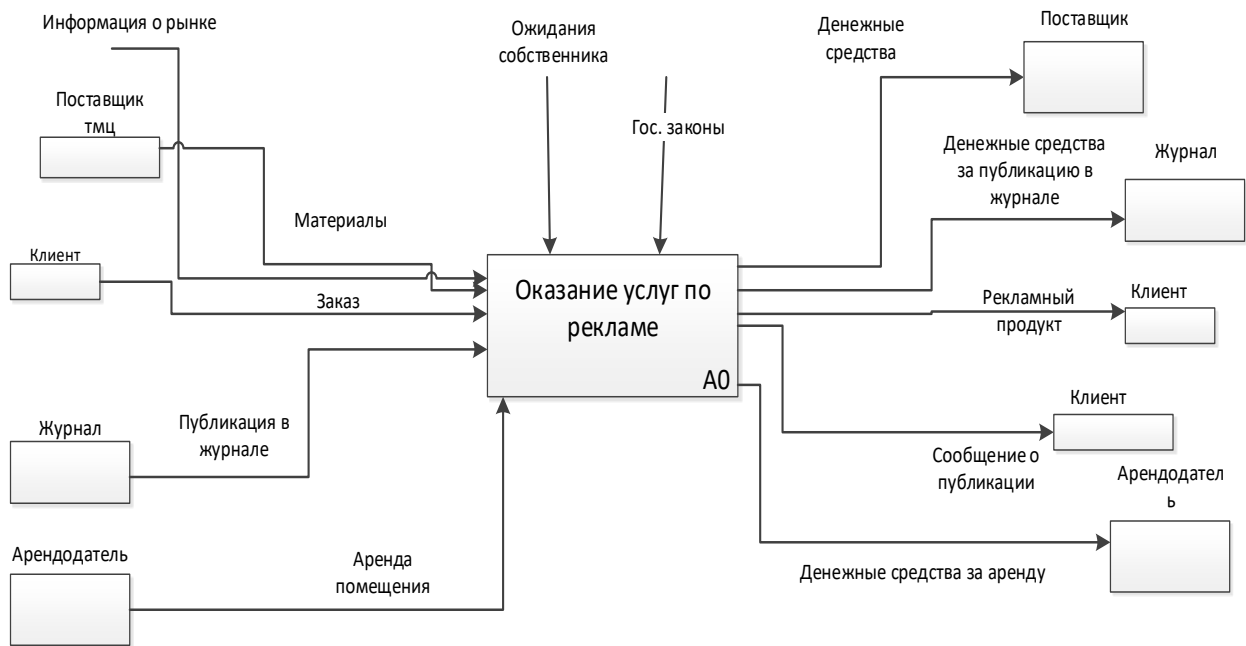 Информация о рынке
Ожидания
собственника
Денежные
средства
Поставщик
Поставщик
тмц
Гос. законы
Денежные средства
за публикацию в
журнале
Журнал
Материалы
Клиент
Заказ
Оказание услуг по
рекламе
А0
Рекламный
продукт
Клиент
Журнал
Публикация в
журнале
Клиент
Сообщение о
публикации
Арендодател
ь
Арендодатель
Аренда
помещения
Денежные средства за аренду